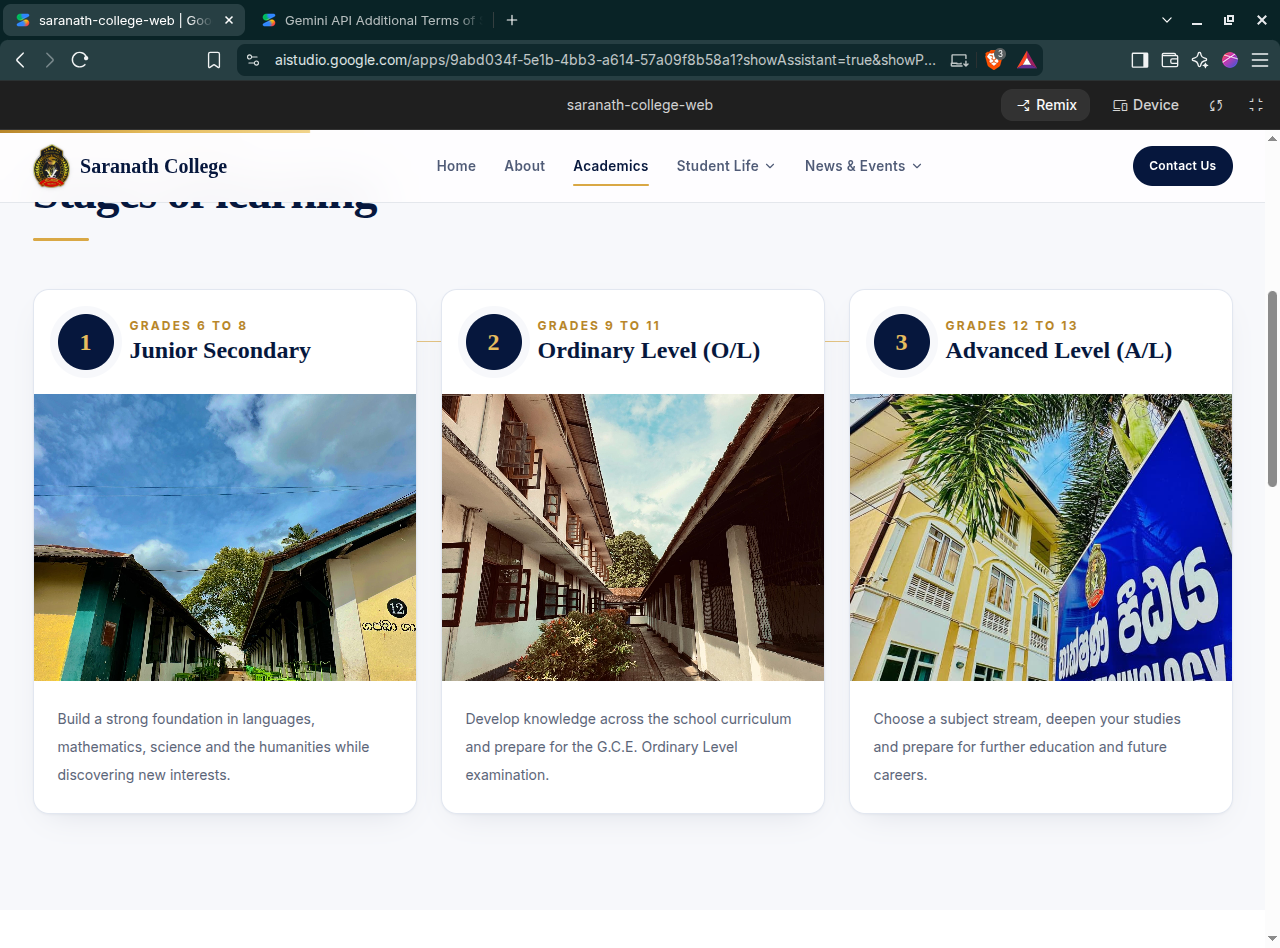 saranath-college-web | Goo
Gemini API Additional Terms of S
aistudio.google.com/apps/9abd034f-5e1b-4bb3-a614-57a09f8b58a1?showAssistant=true&showP...
3
saranath-college-web
Remix
Device
Saranath College
Home
About
Academics
Student Life
News & Events
Contact Us
Stages of learning
1
GRADES 6 TO 8
Junior Secondary
2
GRADES 9 TO 11
Ordinary Level (O/L)
3
GRADES 12 TO 13
Advanced Level (A/L)
12
පීඨය
Build a strong foundation in languages,
mathematics, science and the humanities while
discovering new interests.
Develop knowledge across the school curriculum
and prepare for the G.C.E. Ordinary Level
examination.
Choose a subject stream, deepen your studies
and prepare for further education and future
careers.